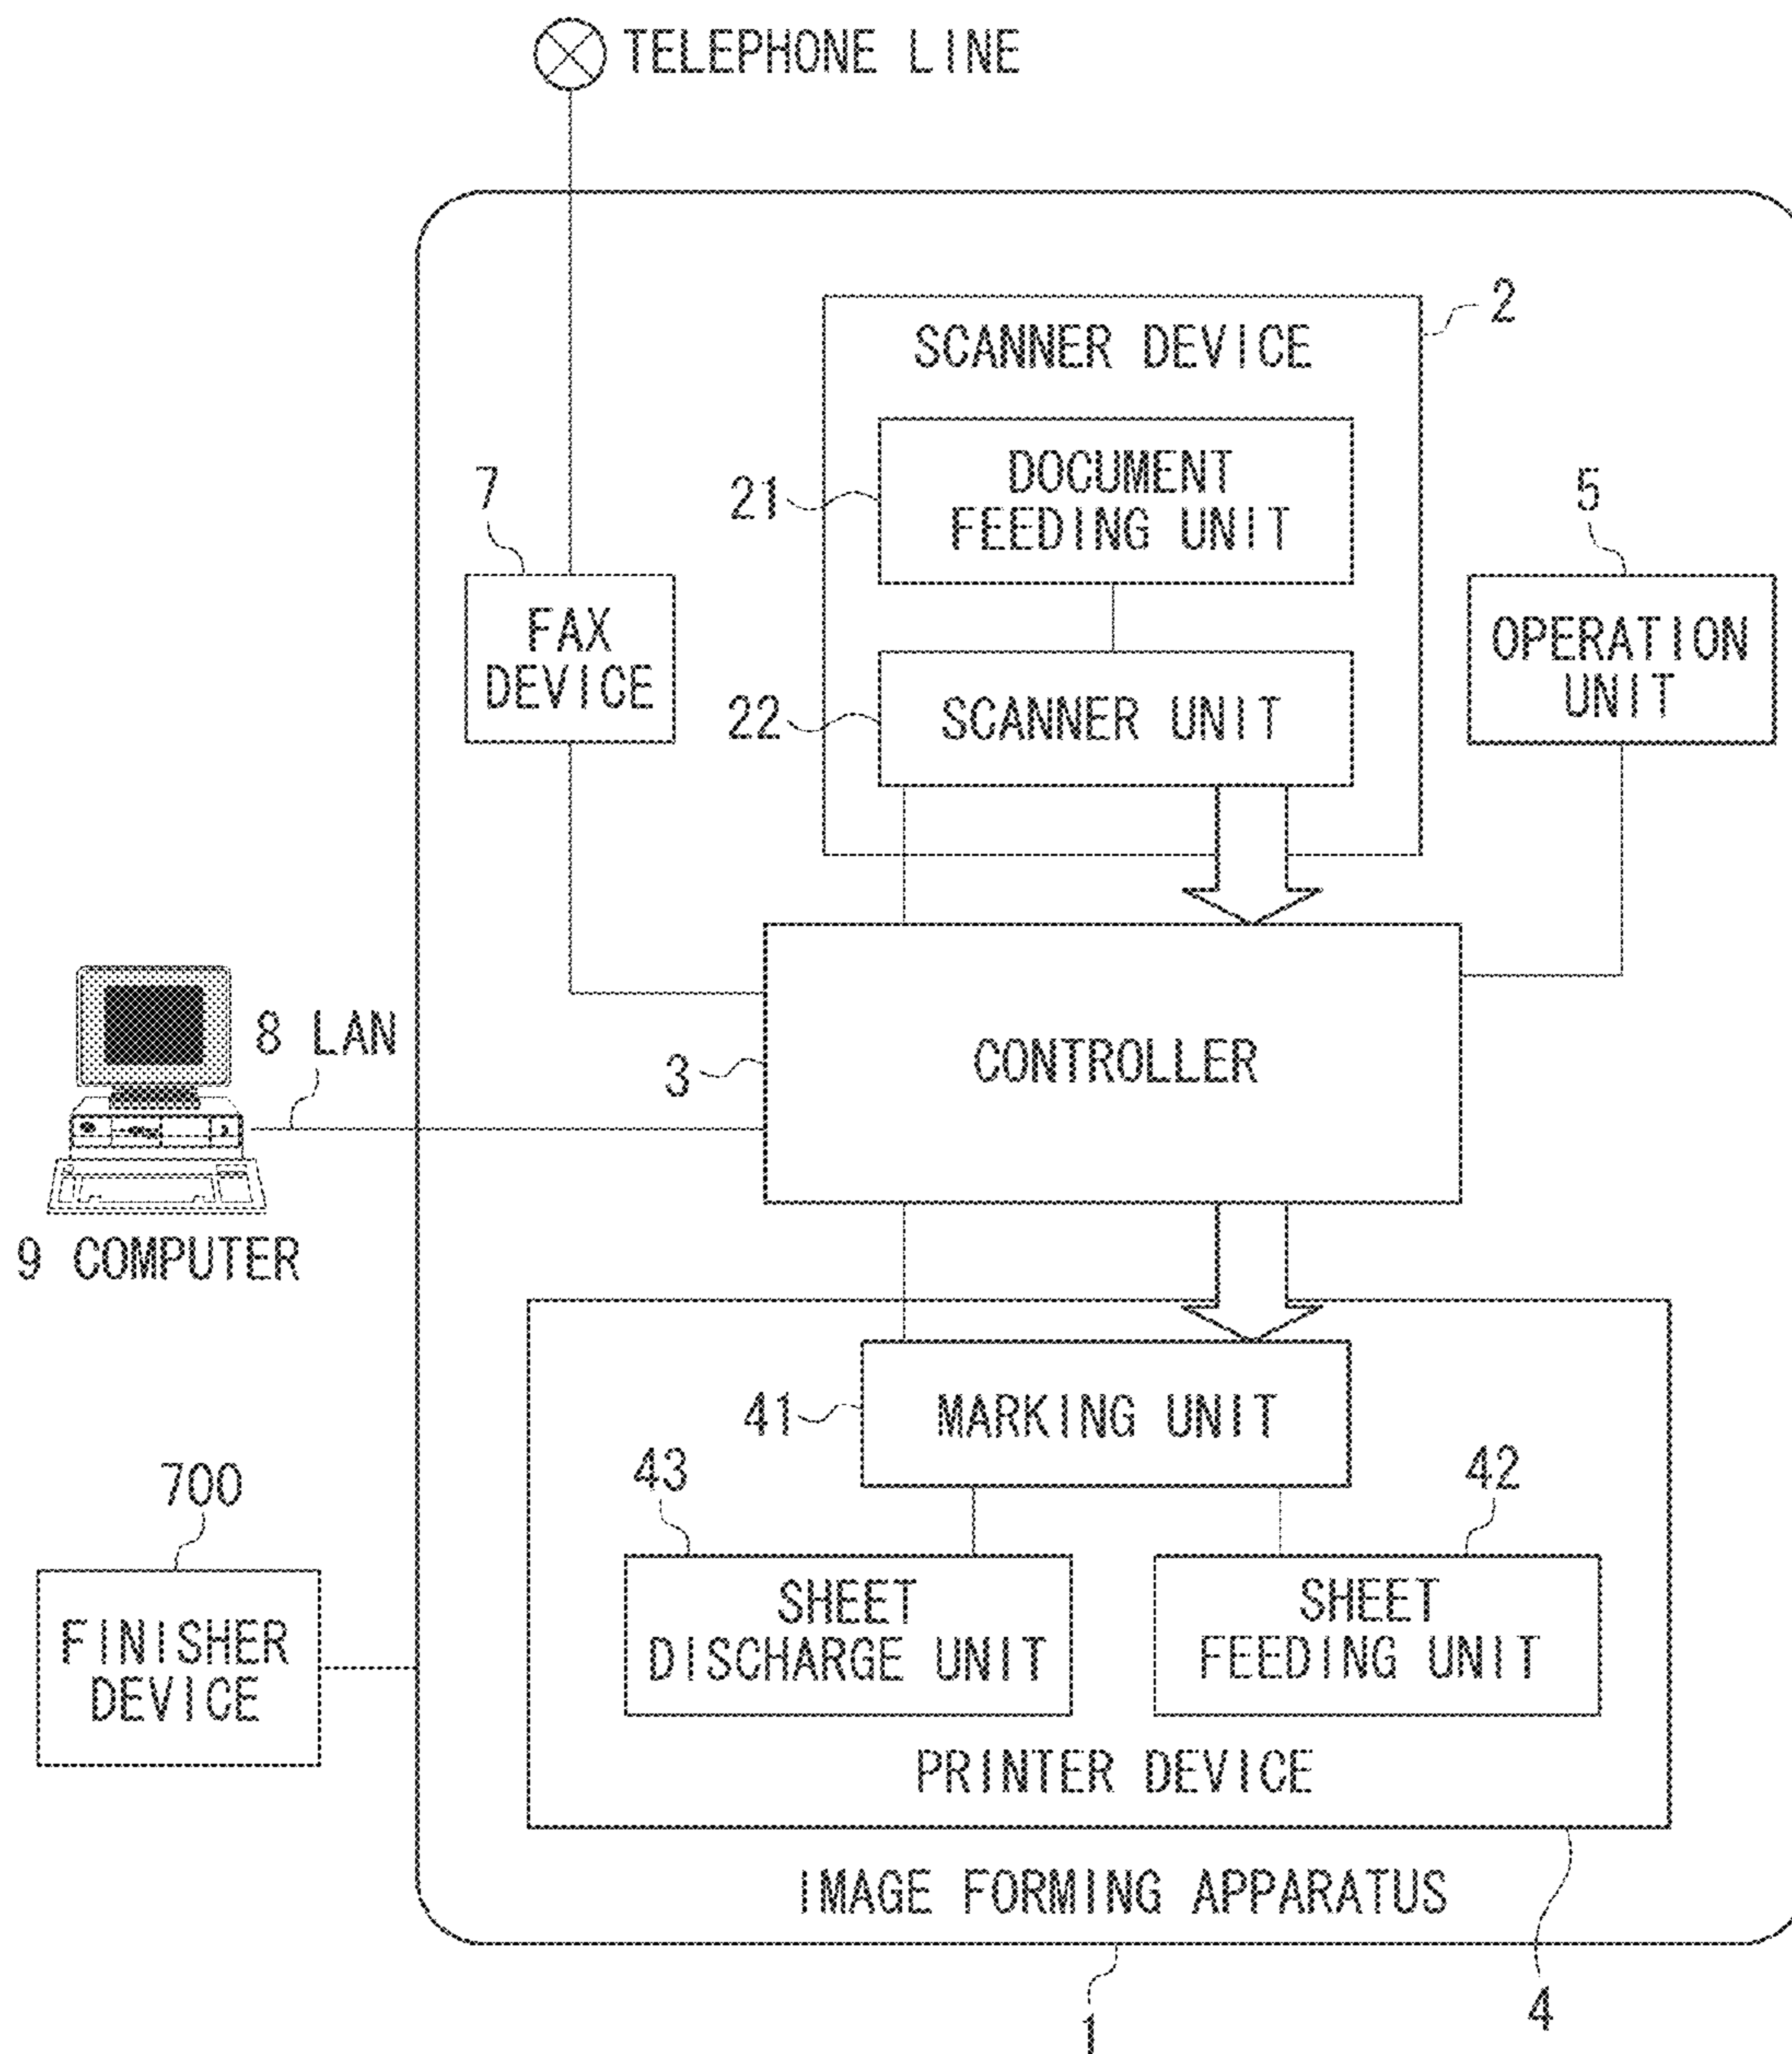 TELEPHONE LINE
2
SCANNER DEVICE
21
DOCUMENT
FEEDING UNIT
7
FAX
DEVICE
5
OPERATION
UNIT
22
SCANNER UNIT
8 LAN
3
CONTROLLER
9 COMPUTER
41
MARKING UNIT
43
SHEET
DISCHARGE UNIT
42
SHEET
FEEDING UNIT
700
FINISHER
DEVICE
PRINTER DEVICE
IMAGE FORMING APPARATUS
4
1